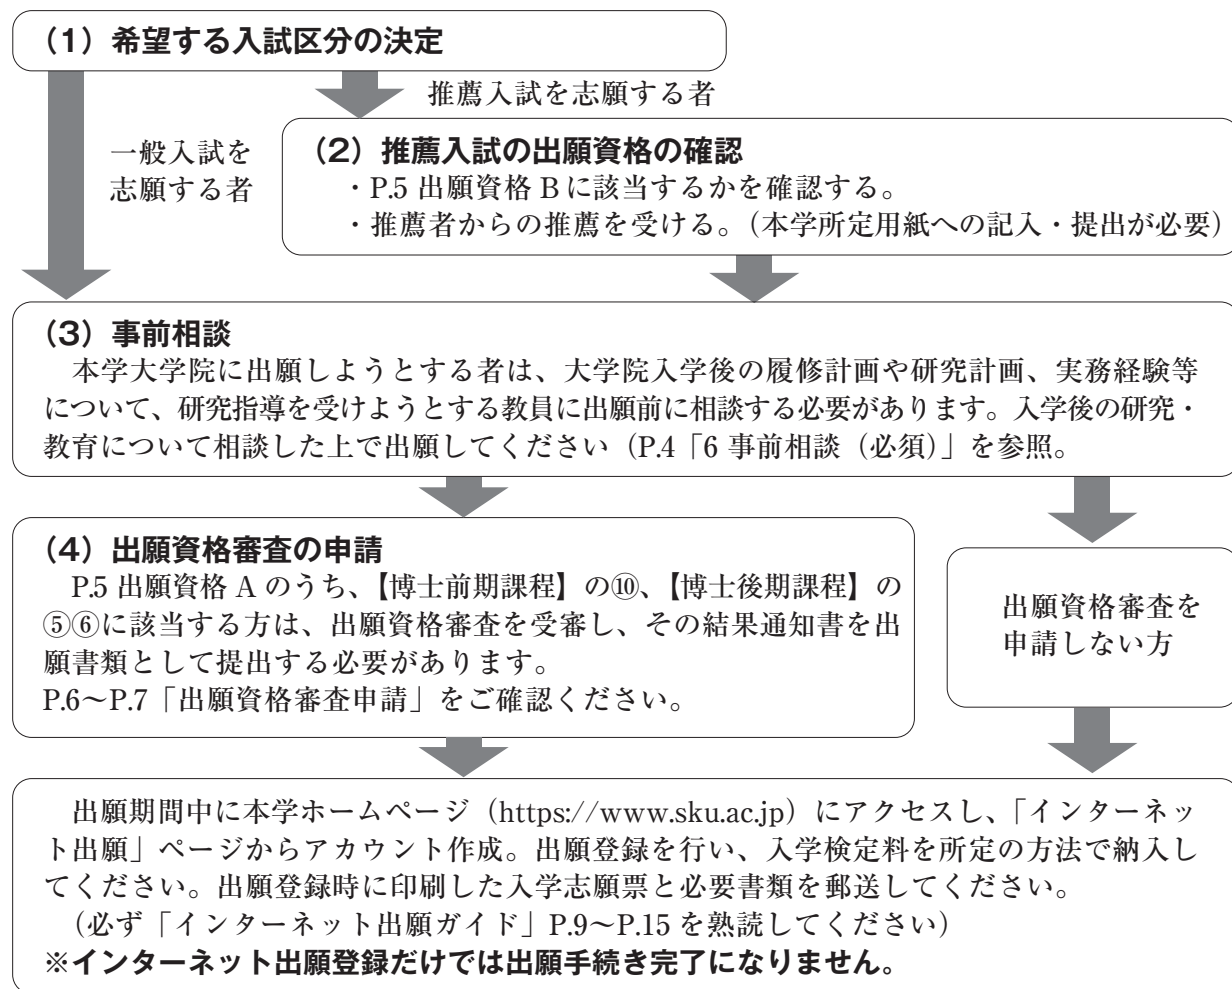 （1）希望する入試区分の決定
推薦入試を志願する者
一般入試を
志願する者
（2）推薦入試の出願資格の確認
・P.5 出願資格 B に該当するかを確認する。
・推薦者からの推薦を受ける。（本学所定用紙への記入・提出が必要）
（3）事前相談
本学大学院に出願しようとする者は、大学院入学後の履修計画や研究計画、実務経験等
について、研究指導を受けようとする教員に出願前に相談する必要があります。入学後の研究・
教育について相談した上で出願してください（P.4「6 事前相談（必須）」を参照。
（4）出願資格審査の申請
P.5 出願資格 A のうち、【博士前期課程】の⑩、【博士後期課程】の
⑤⑥に該当する方は、出願資格審査を受審し、その結果通知書を出
願書類として提出する必要があります。
P.6～P.7「出願資格審査申請」をご確認ください。
出願資格審査を
申請しない方
出願期間中に本学ホームページ（https://www.sku.ac.jp）にアクセスし、「インターネッ
ト出願」ページからアカウント作成。出願登録を行い、入学検定料を所定の方法で納入し
てください。出願登録時に印刷した入学志願票と必要書類を郵送してください。
（必ず「インターネット出願ガイド」P.9～P.15 を熟読してください）
※インターネット出願登録だけでは出願手続き完了になりません。